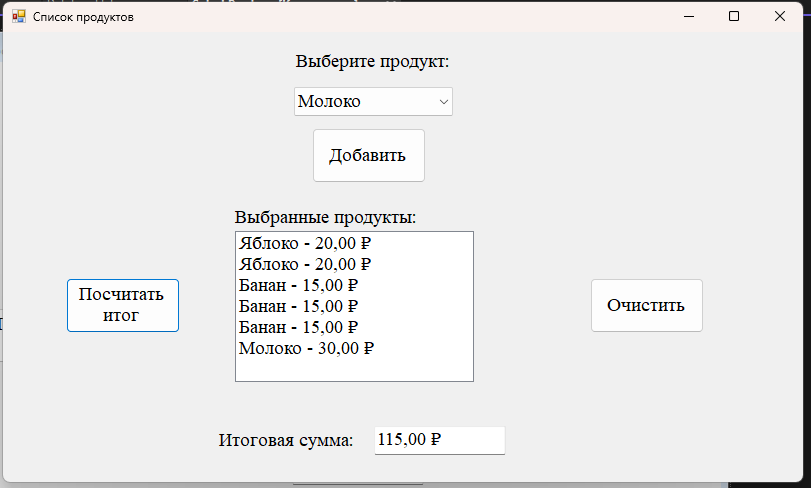 Список продуктов
Выберите продукт:
Молоко
Добавить
Выбранные продукты:
Яблоко - 20,00 ₽
Яблоко - 20,00 ₽
Банан - 15,00 ₽
Банан - 15,00 ₽
Банан - 15,00 ₽
Молоко - 30,00 ₽
Посчитать
итог
Очистить
Итоговая сумма: 115,00 ₽